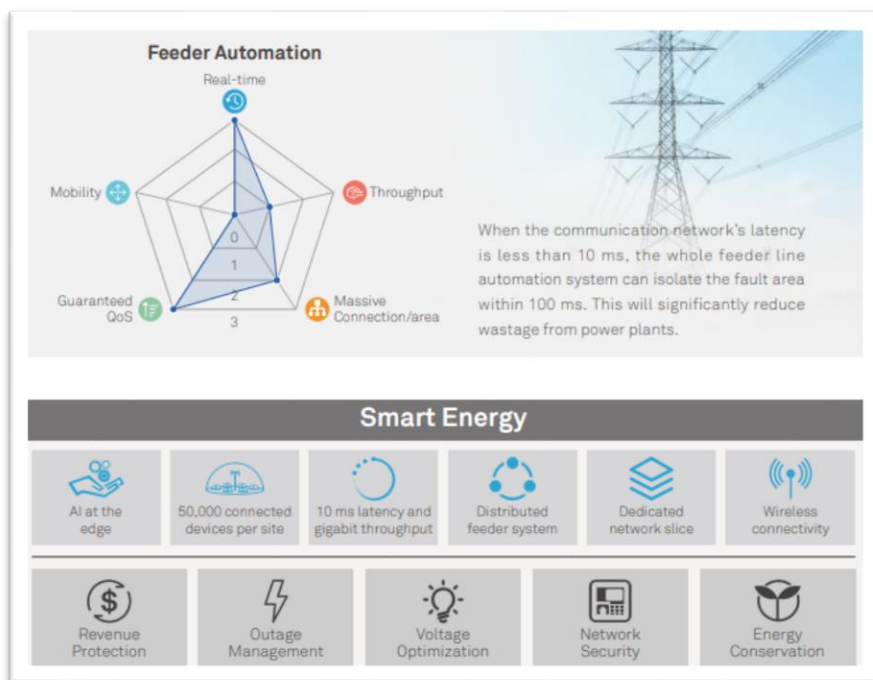 Feeder Automation
Real-time
Mobility
Throughput
0
1
2
3
Guaranteed
QoS
Massive
Connection/area
When the communication network's latency
is less than 10 ms, the whole feeder line
automation system can isolate the fault area
within 100 ms. This will significantly reduce
wastage from power plants.
Smart Energy
AI at the
edge
50,000 connected
devices per site
10 ms latency and
gigabit throughput
Distributed
feeder system
Dedicated
network slice
Wireless
connectivity
$
Revenue
Protection
Outage
Management
Voltage
Optimization
Network
Security
Energy
Conservation